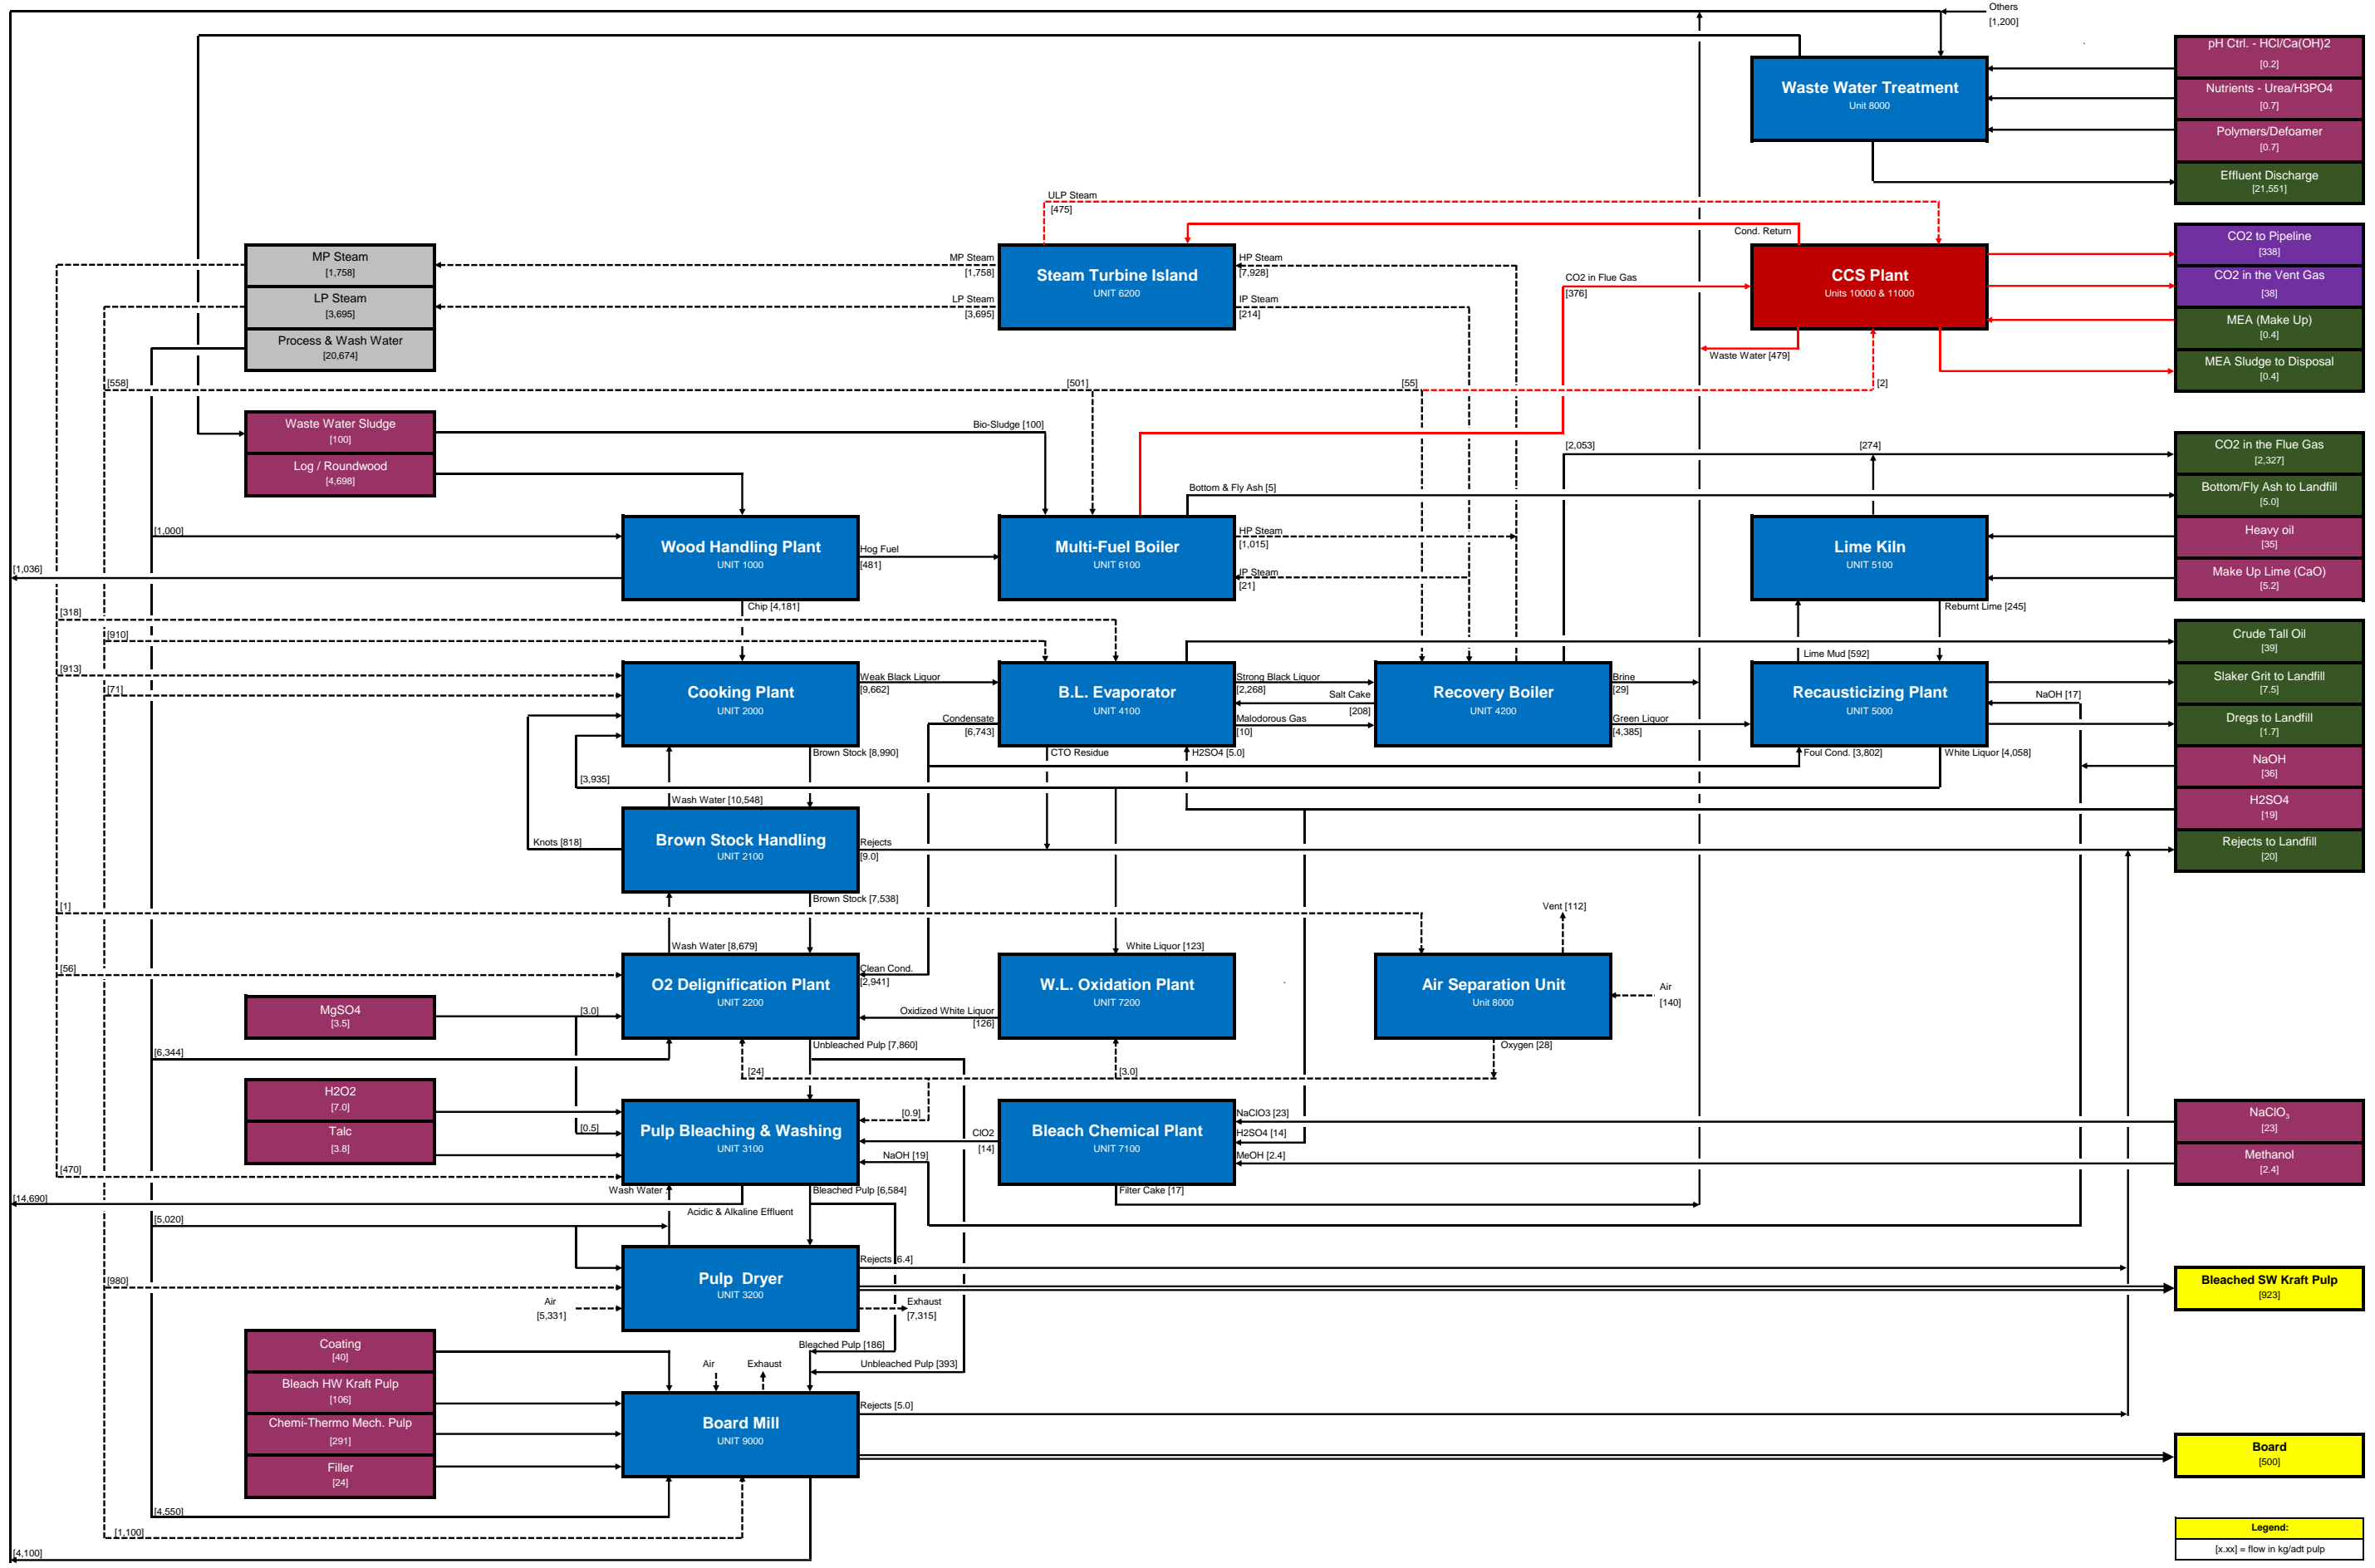 Others
[1,200]
pH Ctrl. - HCl/Ca(OH)2
[0.2]
Nutrients - Urea/H3PO4
[0.7]
Polymers/Defoamer
[0.7]
Effluent Discharge
[21,551]
Waste Water Treatment
Unit 8000
ULP Steam
[475]
Cond. Return
MP Steam
[1,758]
LP Steam
[3,695]
Process & Wash Water
[20,674]
MP Steam
[1,758]
LP Steam
[3,695]
Steam Turbine Island
UNIT 6200
HP Steam
[7,928]
IP Steam
[214]
CO2 in Flue Gas
[376]
CCS Plant
Units 10000 & 11000
Waste Water [479]
CO2 to Pipeline
[338]
CO2 in the Vent Gas
[38]
MEA (Make Up)
[0.4]
MEA Sludge to Disposal
[0.4]
[558]
[501]
[55]
[2]
Waste Water Sludge
[100]
Log / Roundwood
[4,698]
Bio-Sludge [100]
[2,053]
[274]
Bottom & Fly Ash [5]
CO2 in the Flue Gas
[2,327]
Bottom/Fly Ash to Landfill
[5.0]
Heavy oil
[35]
Make Up Lime (CaO)
[5.2]
[1,000]
[1,036]
Wood Handling Plant
UNIT 1000
Hog Fuel
[481]
Multi-Fuel Boiler
UNIT 6100
HP Steam
[1,015]
IP Steam
[21]
Lime Kiln
UNIT 5100
Chip [4,181]
Reburnt Lime [245]
[318]
[910]
[913]
[71]
Lime Mud [592]
Cooking Plant
UNIT 2000
Weak Black Liquor
[9,662]
Condensate
[6,743]
B.L. Evaporator
UNIT 4100
Strong Black Liquor
[2,268]
Salt Cake
[208]
Malodorous Gas
[10]
Recovery Boiler
UNIT 4200
Brine
[29]
Green Liquor
[4,385]
Recausticizing Plant
UNIT 5000
NaOH [17]
Crude Tall Oil
[39]
Slaker Grit to Landfill
[7.5]
Dregs to Landfill
[1.7]
NaOH
[36]
H2SO4
[19]
Rejects to Landfill
[20]
Brown Stock [8,990]
CTO Residue
H2SO4 [5.0]
Foul Cond. [3,802]
White Liquor [4,058]
[3,935]
Wash Water [10,548]
Knots [818]
Brown Stock Handling
UNIT 2100
Rejects
[9.0]
Brown Stock [7,538]
[1]
Vent [112]
Wash Water [8,679]
White Liquor [123]
[56]
Clean Cond.
[2,941]
O2 Delignification Plant
UNIT 2200
Oxidized White Liquor
[126]
W.L. Oxidation Plant
UNIT 7200
Air Separation Unit
Unit 8000
Air
[140]
MgSO4
[3.5]
[3.0]
[6,344]
Unbleached Pulp [7,860]
Oxygen [28]
[24]
[3.0]
H2O2
[7.0]
Talc
[3.8]
[0.5]
[0.9]
Pulp Bleaching & Washing
UNIT 3100
ClO2
[14]
NaOH [19]
Bleach Chemical Plant
UNIT 7100
NaClO3 [23]
H2SO4 [14]
MeOH [2.4]
NaClO3
[23]
Methanol
[2.4]
[470]
[14,690]
Wash Water
Bleached Pulp [6,584]
Filter Cake [17]
Acidic & Alkaline Effluent
[5,020]
Pulp Dryer
UNIT 3200
Rejects [6.4]
[980]
Air
[5,331]
Exhaust
[7,315]
Bleached SW Kraft Pulp
[923]
Coating
[40]
Bleach HW Kraft Pulp
[106]
Chemi-Thermo Mech. Pulp
[291]
Filler
[24]
Bleached Pulp [186]
Air
Exhaust
Unbleached Pulp [393]
Board Mill
UNIT 9000
Rejects [5.0]
Board
[500]
[4,550]
[1,100]
[4,100]
Legend:
[x.xx] = flow in kg/adt pulp